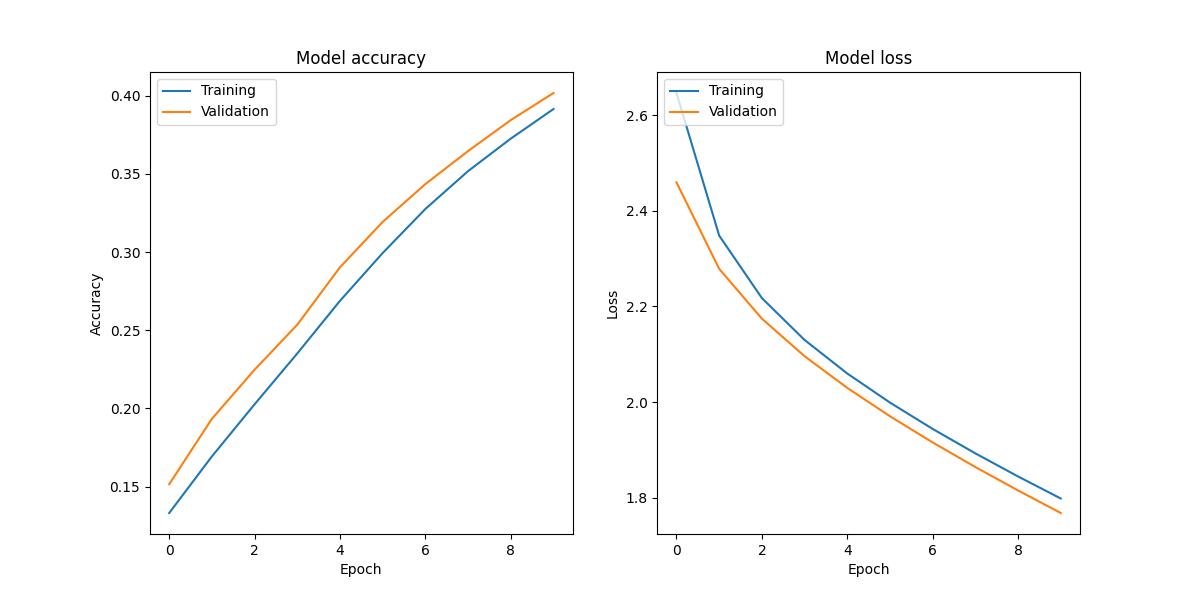 Model accuracy
Training
Validation
0.40
0.35
0.30
0.25
0.20
0.15
Accuracy
0 2 4 6 8
Epoch
Model loss
Training
Validation
2.6
2.4
2.2
2.0
1.8
Loss
0 2 4 6 8
Epoch